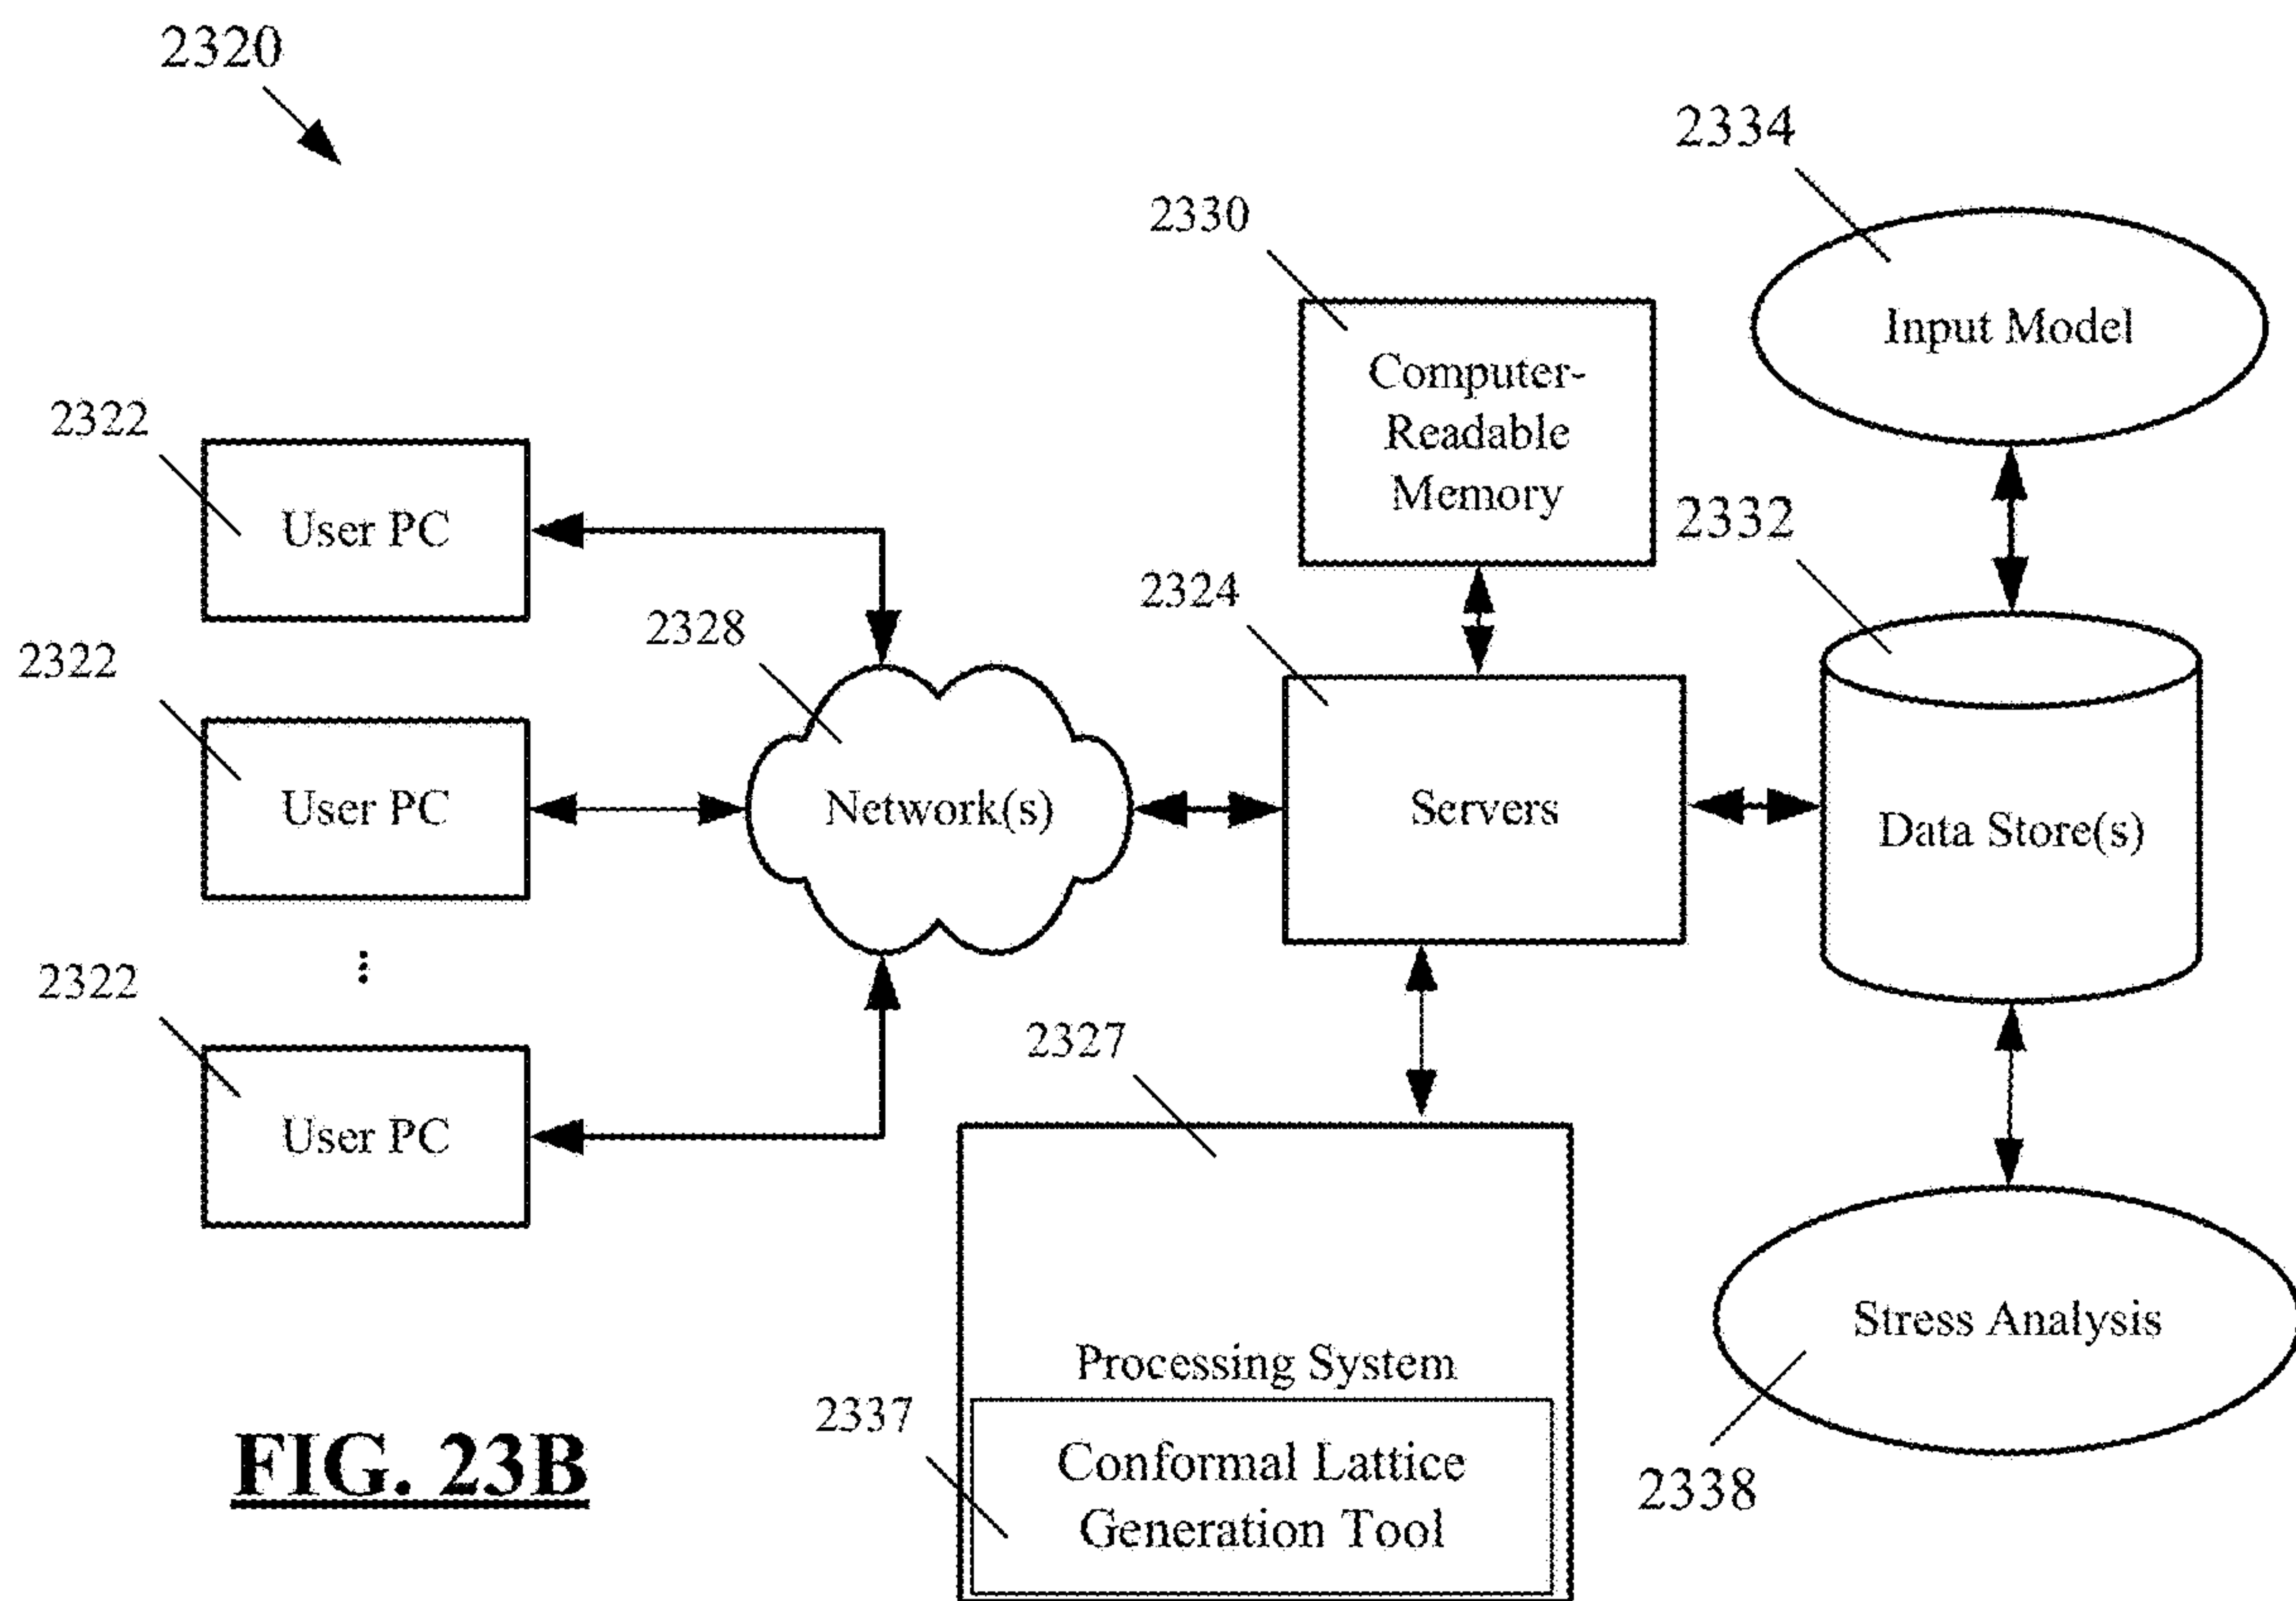 2320
2334
2330
Input Model
Computer-
Readable
Memory
2322
User PC
2332
2324
2328
2322
User PC
Network(s)
Servers
Data Store(s)
2322
User PC
2327
Processing System
Stress Analysis
2337
Conformal Lattice
Generation Tool
2338
FIG. 23B